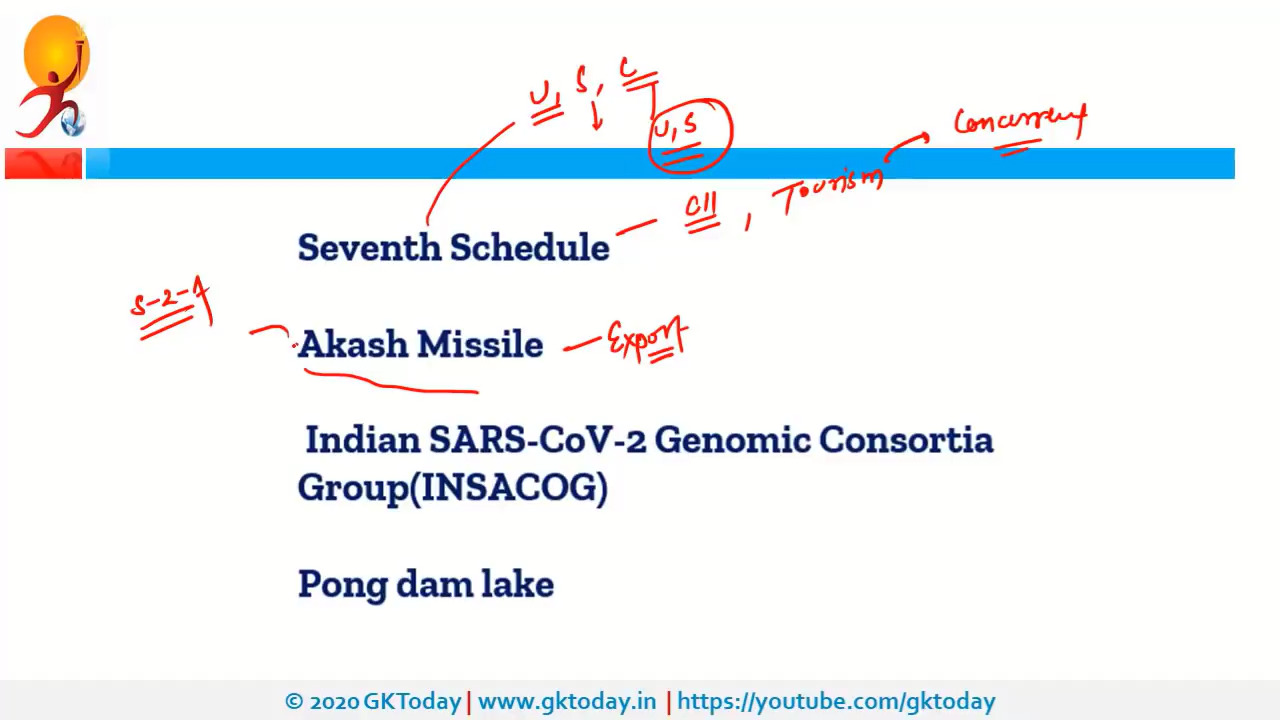 U, S, C
U, S
Concurrent
CII, Tourism
Seventh Schedule
S-2-A
Akash Missile
Export
Indian SARS-CoV-2 Genomic Consortia
Group(INSACOG)
Pong dam lake
© 2020 GKToday | www.gktoday.in | https://youtube.com/gktoday